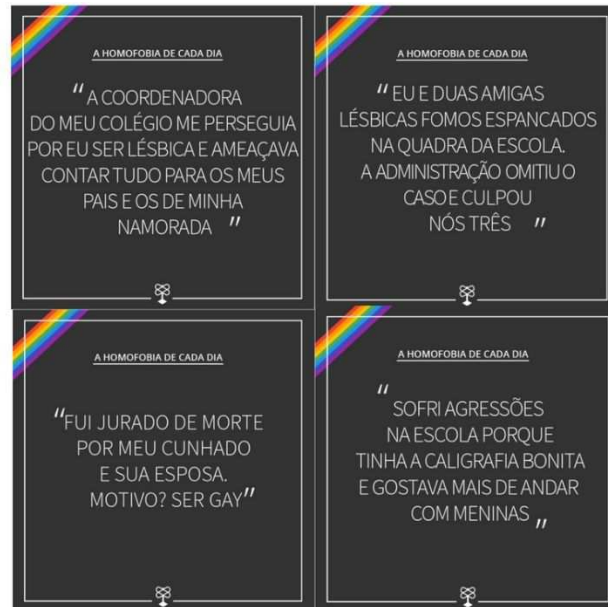 A HOMOFOBIA DE CADA DIA
"A COORDENADORA
DO MEU COLÉGIO ME PERSEGUIA
POR EU SER LÉSBICA E AMEAÇAVA
CONTAR TUDO PARA OS MEUS
PAIS E OS DE MINHA
NAMORADA "
A HOMOFOBIA DE CADA DIA
" EU E DUAS AMIGAS
LÉSBICAS FOMOS ESPANCADOS
NA QUADRA DA ESCOLA.
A ADMINISTRAÇÃO OMITIU O
CASO E CULPOU
NÓS TRÊS "
A HOMOFOBIA DE CADA DIA
"FUI JURADO DE MORTE
POR MEU CUNHADO
E SUA ESPOSA.
MOTIVO? SER GAY"
A HOMOFOBIA DE CADA DIA
"
SOFRI AGRESSÕES
NA ESCOLA PORQUE
TINHA A CALIGRAFIA BONITA
E GOSTAVA MAIS DE ANDAR
COM MENINAS "